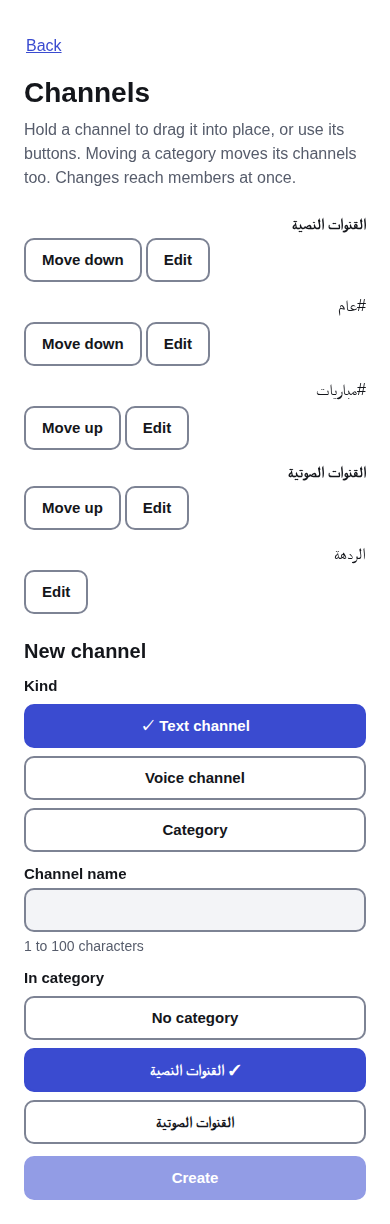 Back
Channels
Hold a channel to drag it into place, or use its
buttons. Moving a category moves its channels
too. Changes reach members at once.
القنوات النصية
Move down Edit
#عام
Move down Edit
#مباريات
Move up Edit
القنوات الصوتية
Move up Edit
الردهة
Edit
New channel
Kind
✓ Text channel
Voice channel
Category
Channel name
1 to 100 characters
In category
No category
✓ القنوات النصية
القنوات الصوتية
Create